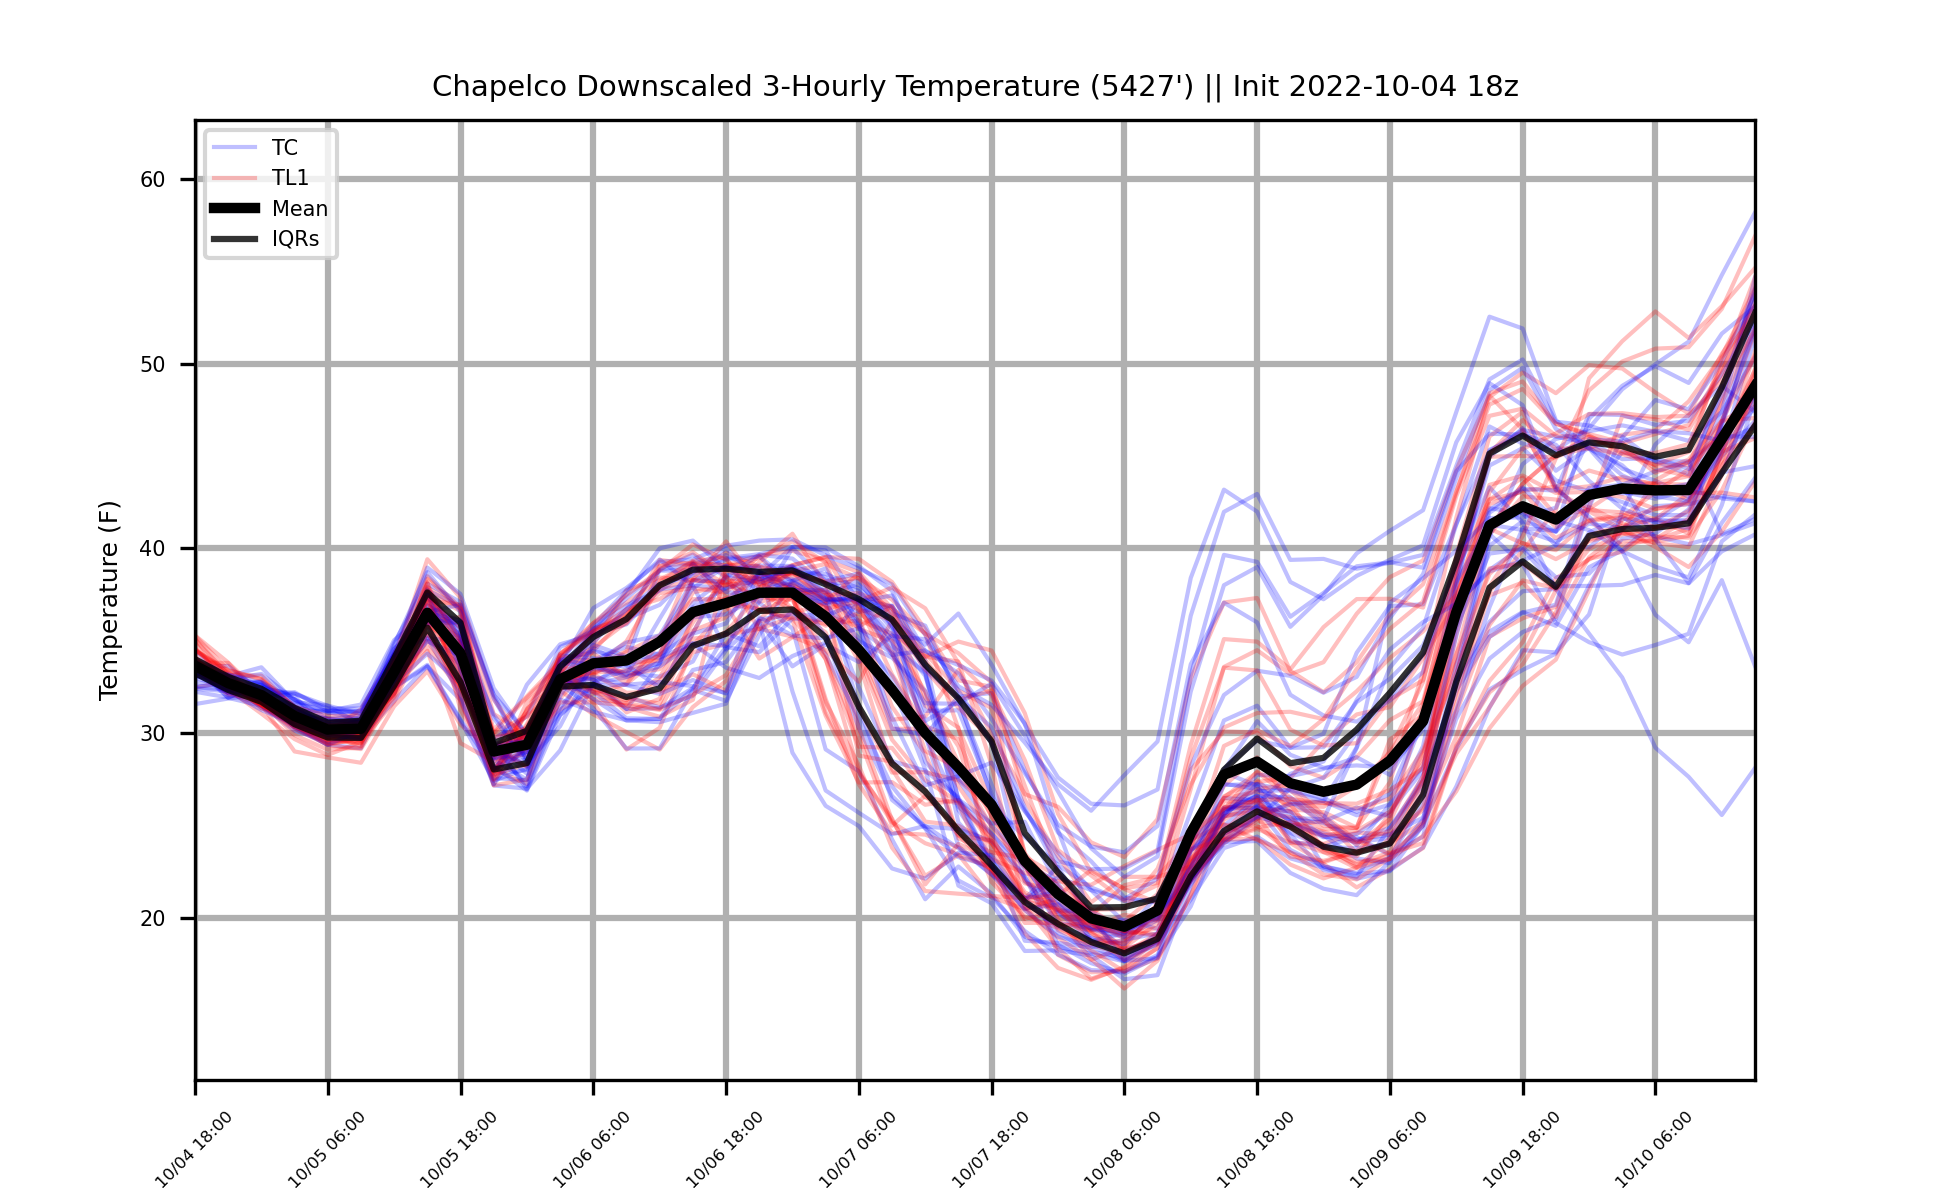 Chapelco Downscaled 3-Hourly Temperature (5427') || Init 2022-10-04 18z
TC
TL1
Mean
IQRs
Temperature (F)
60
50
40
30
20
10/04 18:00
10/05 06:00
10/05 18:00
10/06 06:00
10/06 18:00
10/07 06:00
10/07 18:00
10/08 06:00
10/08 18:00
10/09 06:00
10/09 18:00
10/10 06:00